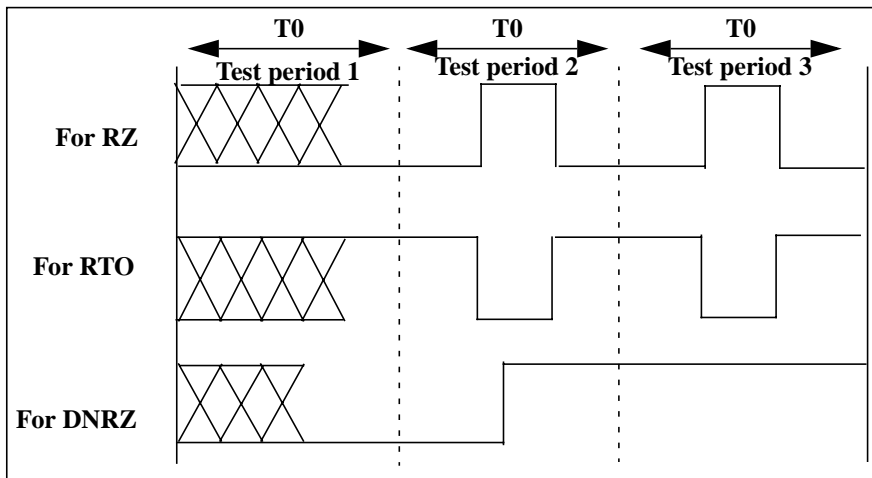 T0 T0 T0
Test period 1 Test period 2 Test period 3
For RZ
For RTO
For DNRZ